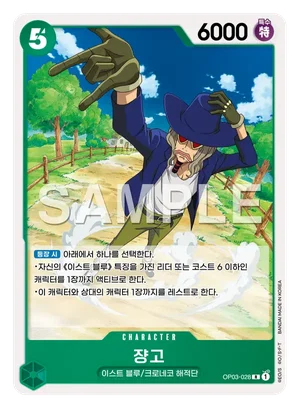 5
6000
특수
特
SAMPLE
등장 시 아래에서 하나를 선택한다.
•자신의 《이스트 블루》 특징을 가진 리더 또는 코스트 6 이하인
캐릭터를 1장까지 액티브로 한다.
•이 캐릭터와 상대의 캐릭터 1장까지를 레스트로 한다.
CHARACTER
쟝고
이스트 블루/크로네코 해적단
OP03-028 R 1
BANDAI MADE IN KOREA